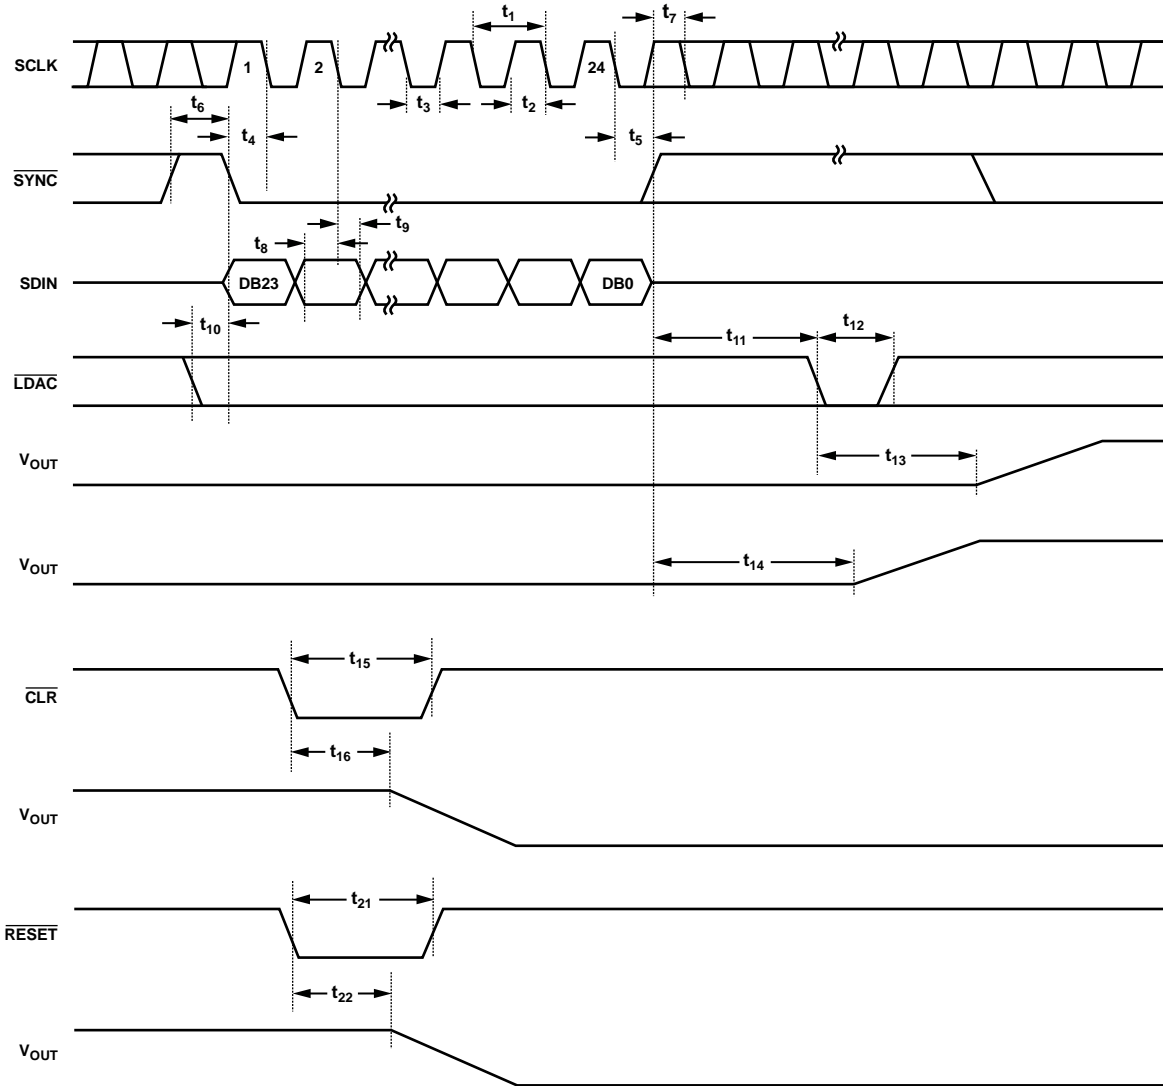 t1 t7
SCLK 1 2 24
t3 t2
t6
t4 t5
SYNC
t9
t8
SDIN DB23 DB0
t10 t11 t12
LDAC
VOUT t13
VOUT t14
t15
CLR
t16
VOUT
t21
RESET
t22
VOUT